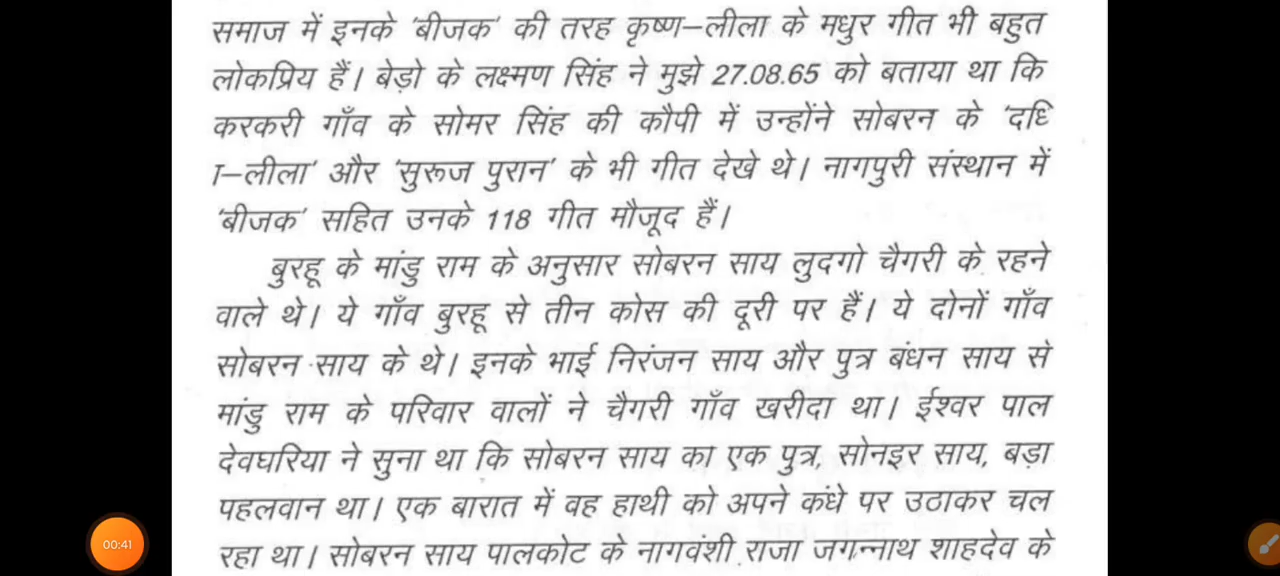 समाज में इनके 'बीजक' की तरह कृष्ण–लीला के मधुर गीत भी बहुत
लोकप्रिय हैं। बेड़ो के लक्ष्मण सिंह ने मुझे 27.08.65 को बताया था कि
करकरी गाँव के सोमर सिंह की कौपी में उन्होंने सोबरन के 'दधि
ा–लीला' और 'सुरूज पुरान' के भी गीत देखे थे। नागपुरी संस्थान में
'बीजक' सहित उनके 118 गीत मौजूद हैं।
बुरहू के मांडु राम के अनुसार सोबरन साय लुदगो चैगरी के रहने
वाले थे। ये गाँव बुरहू से तीन कोस की दूरी पर हैं। ये दोनों गाँव
सोबरन साय के थे। इनके भाई निरंजन साय और पुत्र बंधन साय से
मांडु राम के परिवार वालों ने चैगरी गाँव खरीदा था। ईश्वर पाल
देवघरिया ने सुना था कि सोबरन साय का एक पुत्र, सोनइर साय, बड़ा
पहलवान था। एक बारात में वह हाथी को अपने कंधे पर उठाकर चल
रहा था। सोबरन साय पालकोट के नागवंशी राजा जगन्नाथ शाहदेव के
00:41